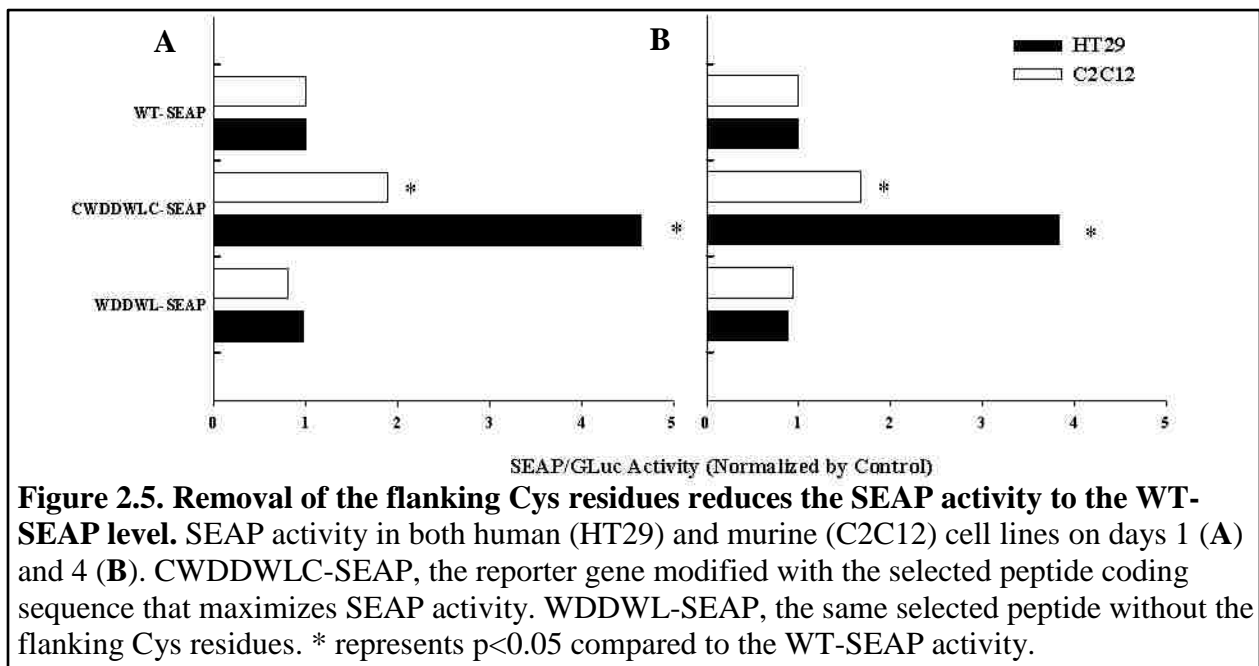 A
B
HT29
C2C12
WT-SEAP
CWDDWLC-SEAP
WDDWL-SEAP
*
*
*
*
0 1 2 3 4 5
0 1 2 3 4 5
SEAP/GLuc Activity (Normalized by Control)
Figure 2.5. Removal of the flanking Cys residues reduces the SEAP activity to the WT-
SEAP level. SEAP activity in both human (HT29) and murine (C2C12) cell lines on days 1 (A)
and 4 (B). CWDDWLC-SEAP, the reporter gene modified with the selected peptide coding
sequence that maximizes SEAP activity. WDDWL-SEAP, the same selected peptide without the
flanking Cys residues. * represents p<0.05 compared to the WT-SEAP activity.